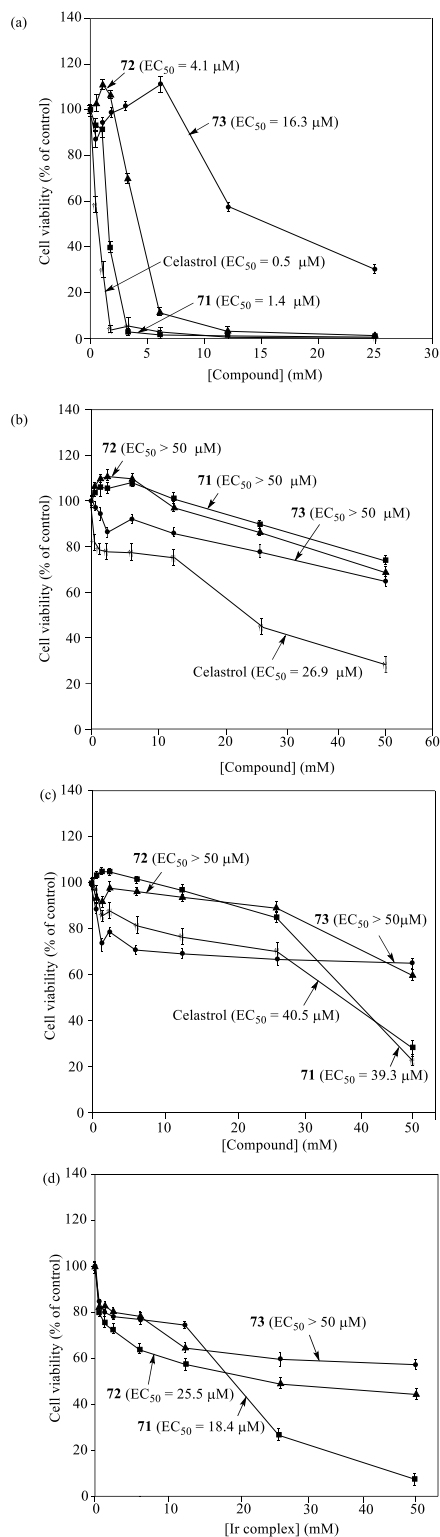 (a)
140
120
100
80
60
40
20
0
Cell viability (% of control)
72 (EC50 = 4.1 μM)
73 (EC50 = 16.3 μM)
Celastrol (EC50 = 0.5 μM)
71 (EC50 = 1.4 μM)
0 5 10 15 20 25 30
[Compound] (mM)
(b)
140
120
100
80
60
40
20
0
Cell viability (% of control)
72 (EC50 > 50 μM)
71 (EC50 > 50 μM)
73 (EC50 > 50 μM)
Celastrol (EC50 = 26.9 μM)
0 10 20 30 40 50 60
[Compound] (mM)
(c)
140
120
100
80
60
40
20
0
Cell viability (% of control)
72 (EC50 > 50 μM)
73 (EC50 > 50μM)
Celastrol (EC50 = 40.5 μM)
71 (EC50 = 39.3 μM)
0 10 20 30 40 50
[Compound] (mM)
(d)
140
120
100
80
60
40
20
0
Cell viability (% of control)
73 (EC50 > 50 μM)
72 (EC50 = 25.5 μM)
71 (EC50 = 18.4 μM)
0 10 20 30 40 50
[Ir complex] (mM)